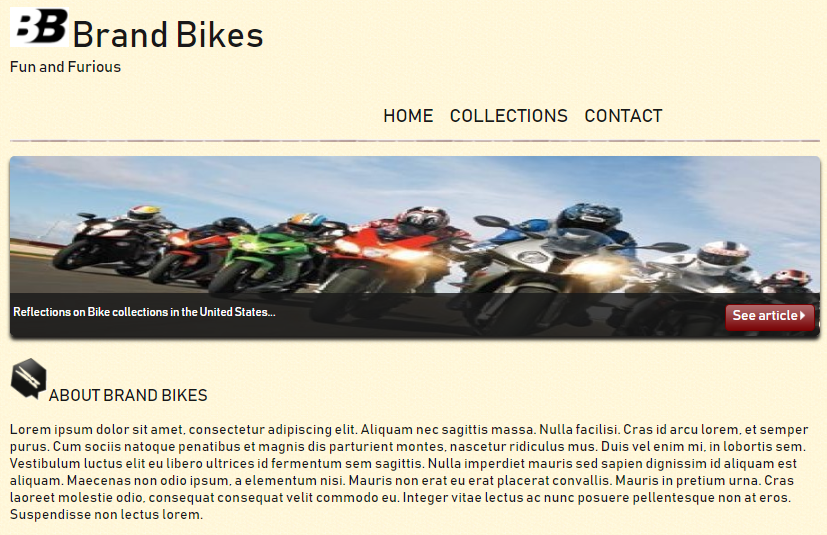 BB Brand Bikes
Fun and Furious
HOME COLLECTIONS CONTACT
Reflections on Bike collections in the United States...
See article
ABOUT BRAND BIKES
Lorem ipsum dolor sit amet, consectetur adipiscing elit. Aliquam nec sagittis massa. Nulla facilisi. Cras id arcu lorem, et semper
purus. Cum sociis natoque penatibus et magnis dis parturient montes, nascetur ridiculus mus. Duis vel enim mi, in lobortis sem.
Vestibulum luctus elit eu libero ultrices id fermentum sem sagittis. Nulla imperdiet mauris sed sapien dignissim id aliquam est
aliquam. Maecenas non odio ipsum, a elementum nisi. Mauris non erat eu erat placerat convallis. Mauris in pretium urna. Cras
laoreet molestie odio, consequat consequat velit commodo eu. Integer vitae lectus ac nunc posuere pellentesque non at eros.
Suspendisse non lectus lorem.